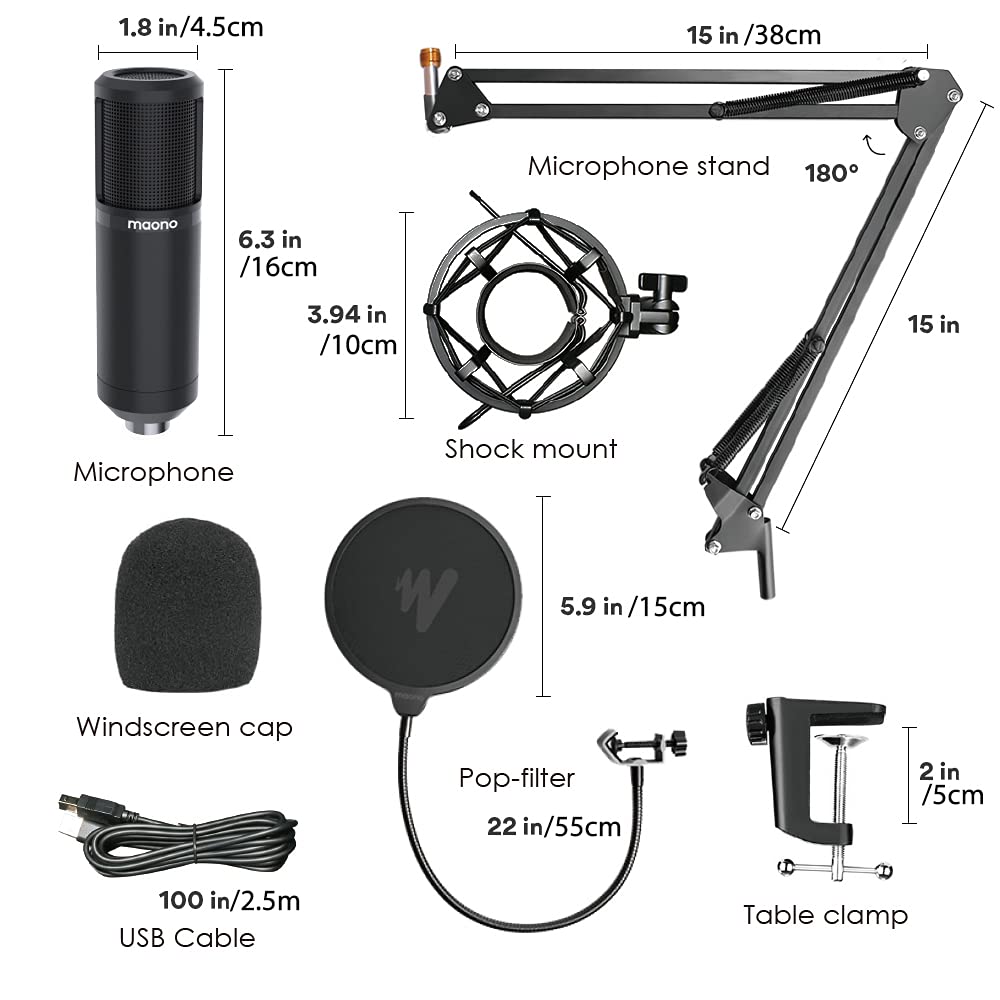 1.8 in/4.5cm
15 in/38cm
Microphone stand
180°
maono
6.3 in
/16cm
3.94 in
/10cm
15 in
Shock mount
Microphone
5.9 in/15cm
maono
Windscreen cap
Pop-filter
2 in
/5cm
22 in/55cm
100 in/2.5m
USB Cable
Table clamp